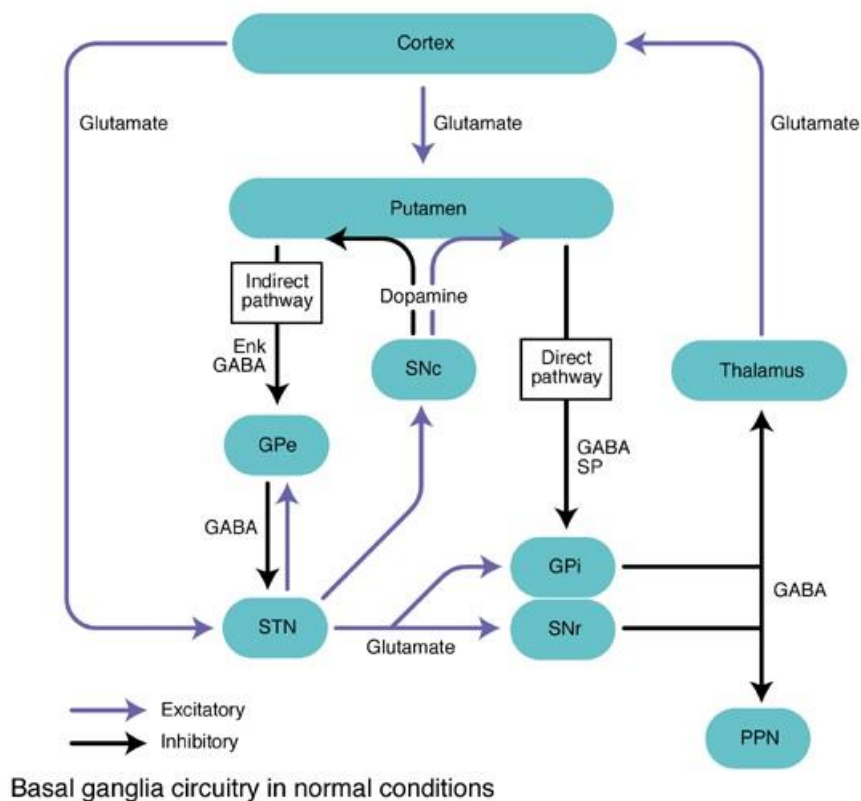 Cortex
Glutamate
Glutamate
Glutamate
Putamen
Indirect
pathway
Dopamine
Enk
GABA
SNc
Direct
pathway
Thalamus
GPe
GABA
SP
GABA
GPi
GABA
STN
SNr
Glutamate
Excitatory
Inhibitory
PPN
Basal ganglia circuitry in normal conditions